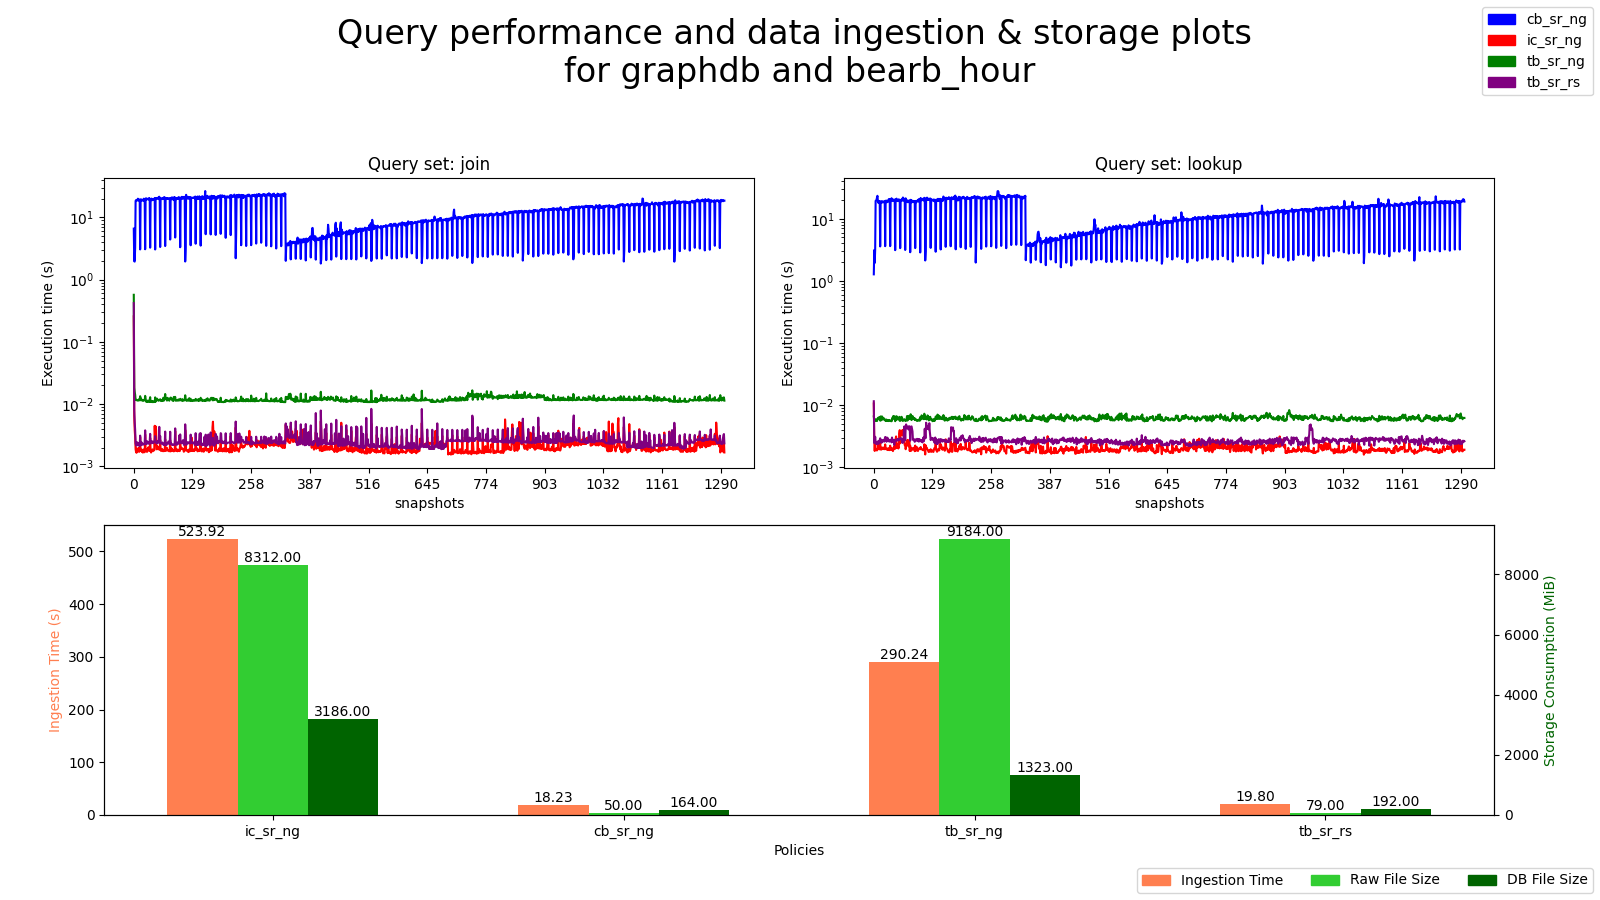 Query performance and data ingestion & storage plots
for graphdb and bearb_hour
cb_sr_ng
ic_sr_ng
tb_sr_ng
tb_sr_rs
Query set: join
Execution time (s)
10^1
10^0
10^-1
10^-2
10^-3
0 129 258 387 516 645 774 903 1032 1161 1290
snapshots
Query set: lookup
Execution time (s)
10^1
10^0
10^-1
10^-2
10^-3
0 129 258 387 516 645 774 903 1032 1161 1290
snapshots
Ingestion Time (s)
500
400
300
200
100
0
523.92
8312.00
3186.00
18.23
50.00
164.00
290.24
9184.00
1323.00
19.80
79.00
192.00
8000
6000
4000
2000
0
Storage Consumption (MiB)
ic_sr_ng cb_sr_ng tb_sr_ng tb_sr_rs
Policies
Ingestion Time Raw File Size DB File Size